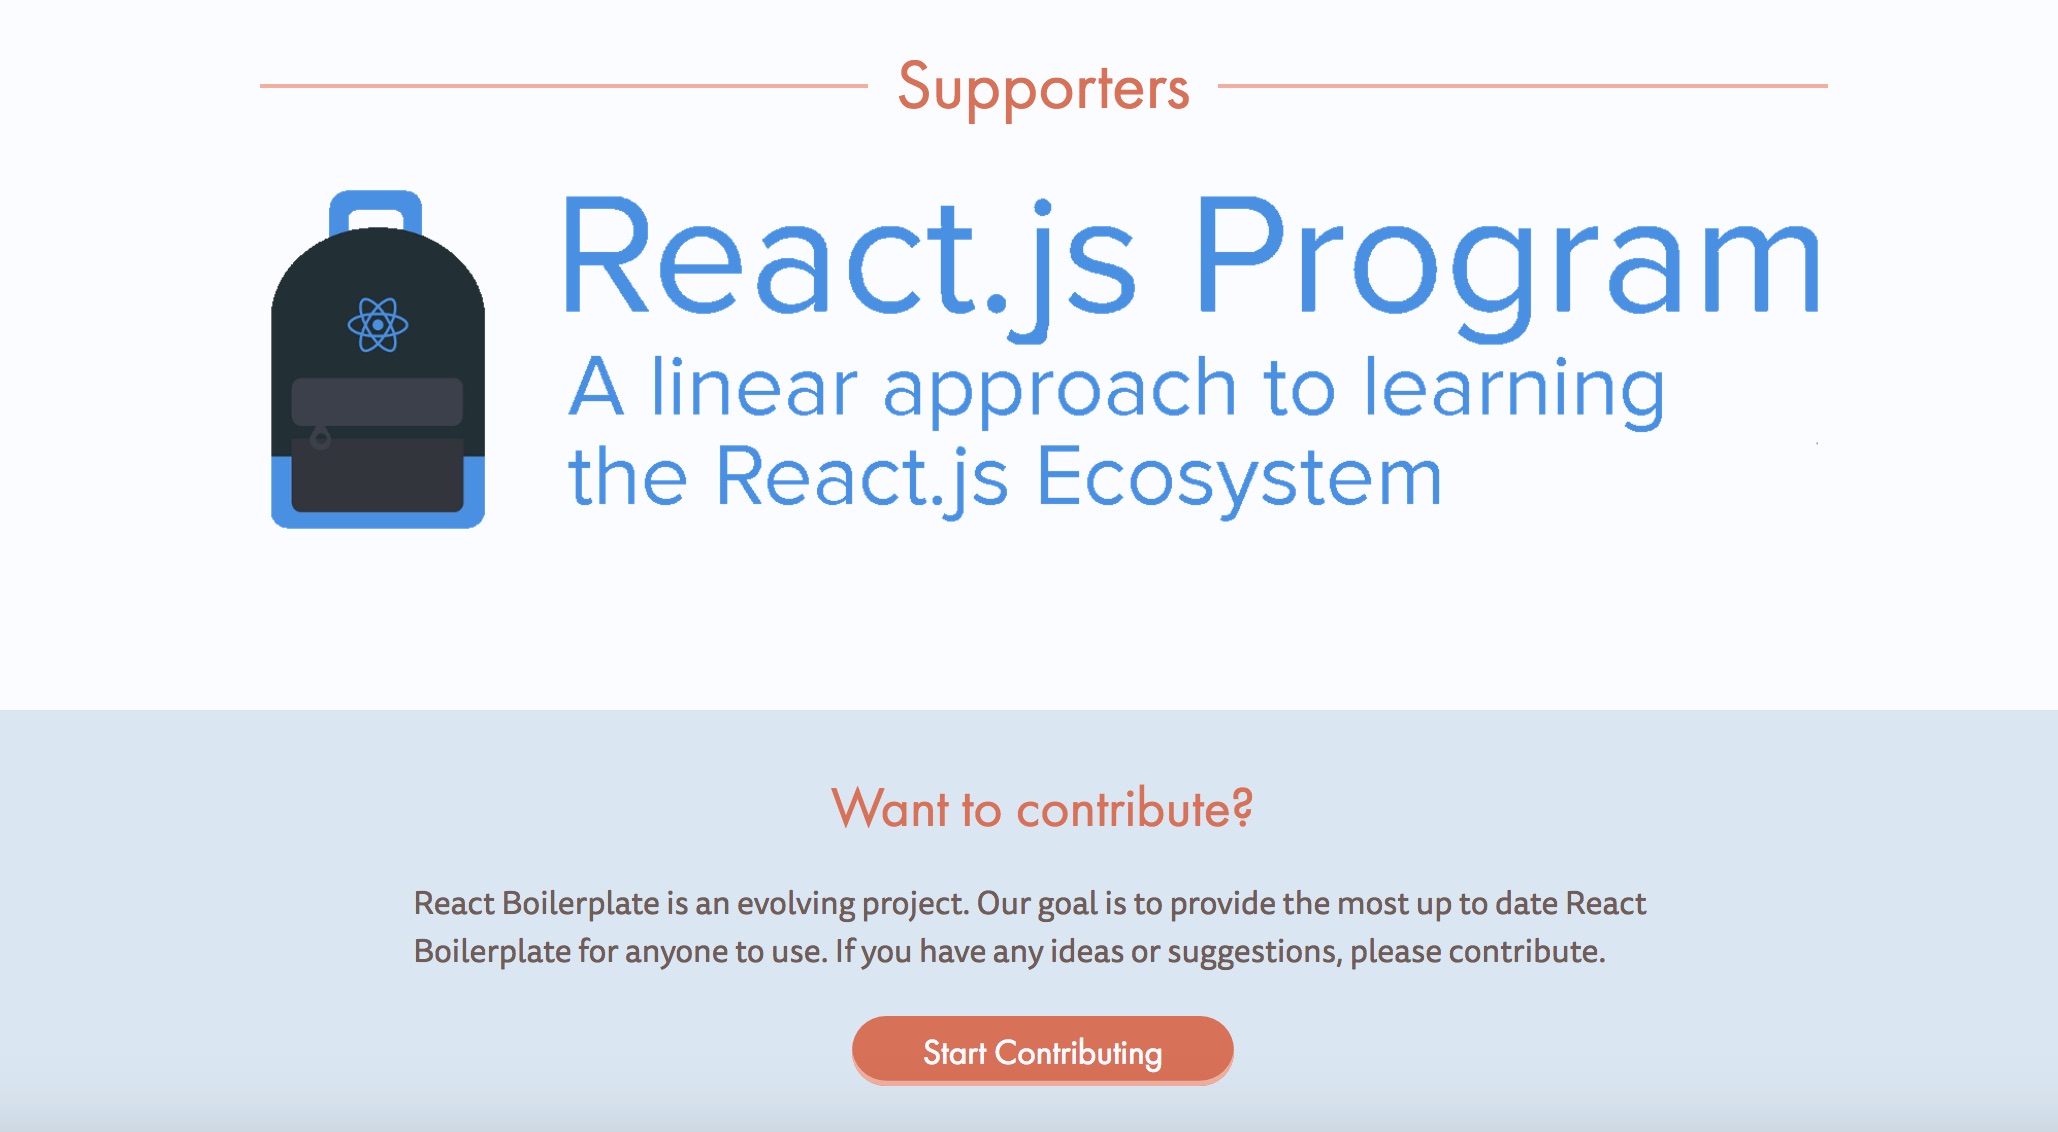 Supporters
React.js Program
A linear approach to learning
the React.js Ecosystem
Want to contribute?
React Boilerplate is an evolving project. Our goal is to provide the most up to date React
Boilerplate for anyone to use. If you have any ideas or suggestions, please contribute.
Start Contributing